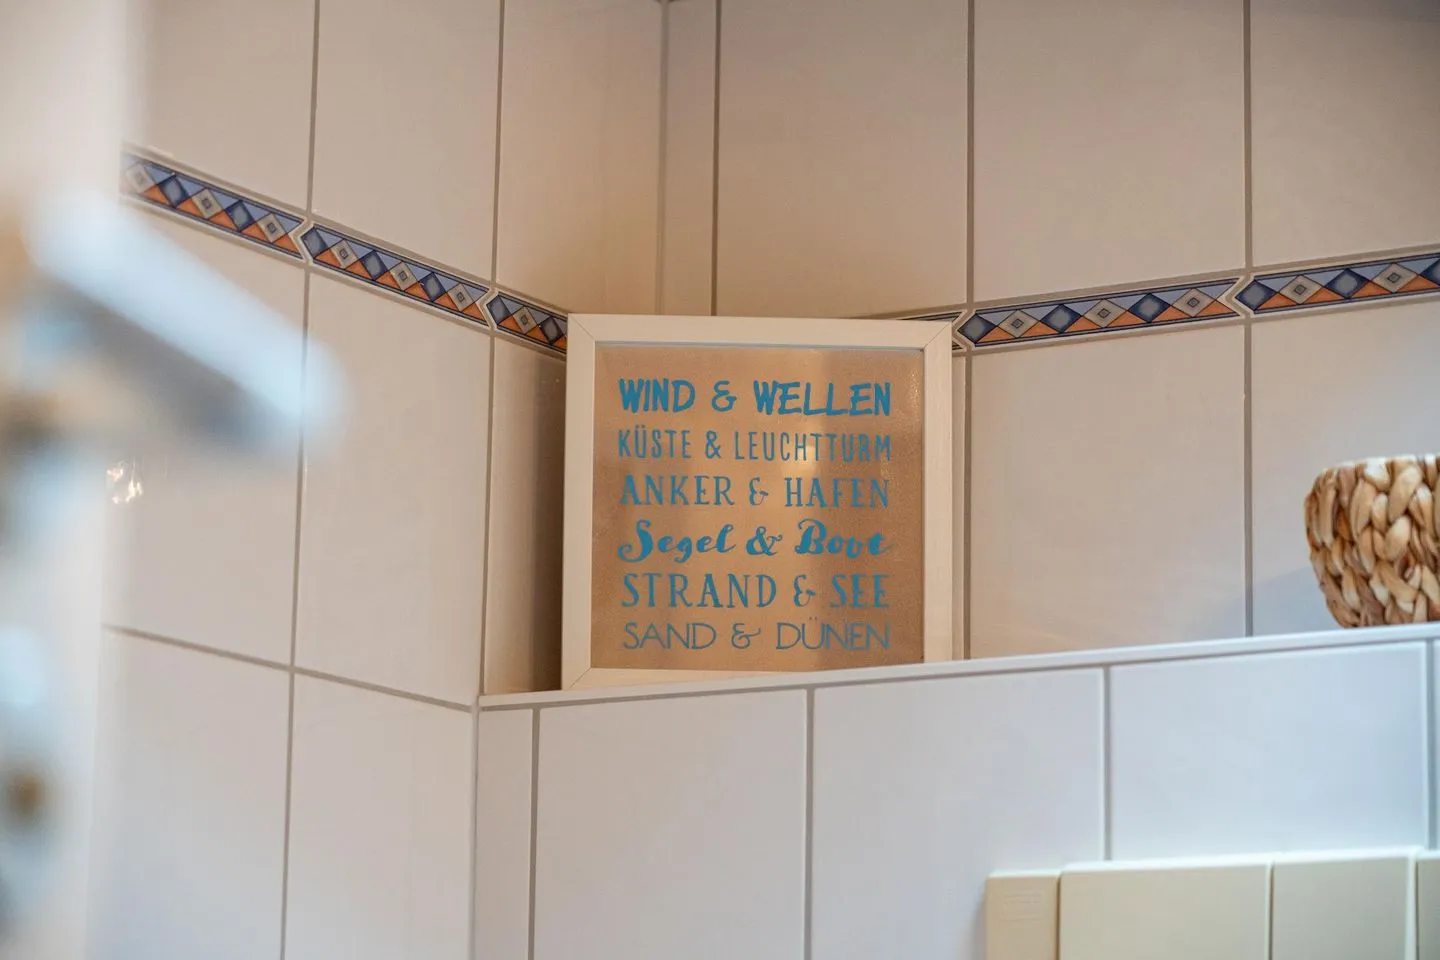 WIND & WELLEN
KÜSTE & LEUCHTTURM
ANKER & HAFEN
Segel & Boot
STRAND & SEE
SAND & DÜNEN